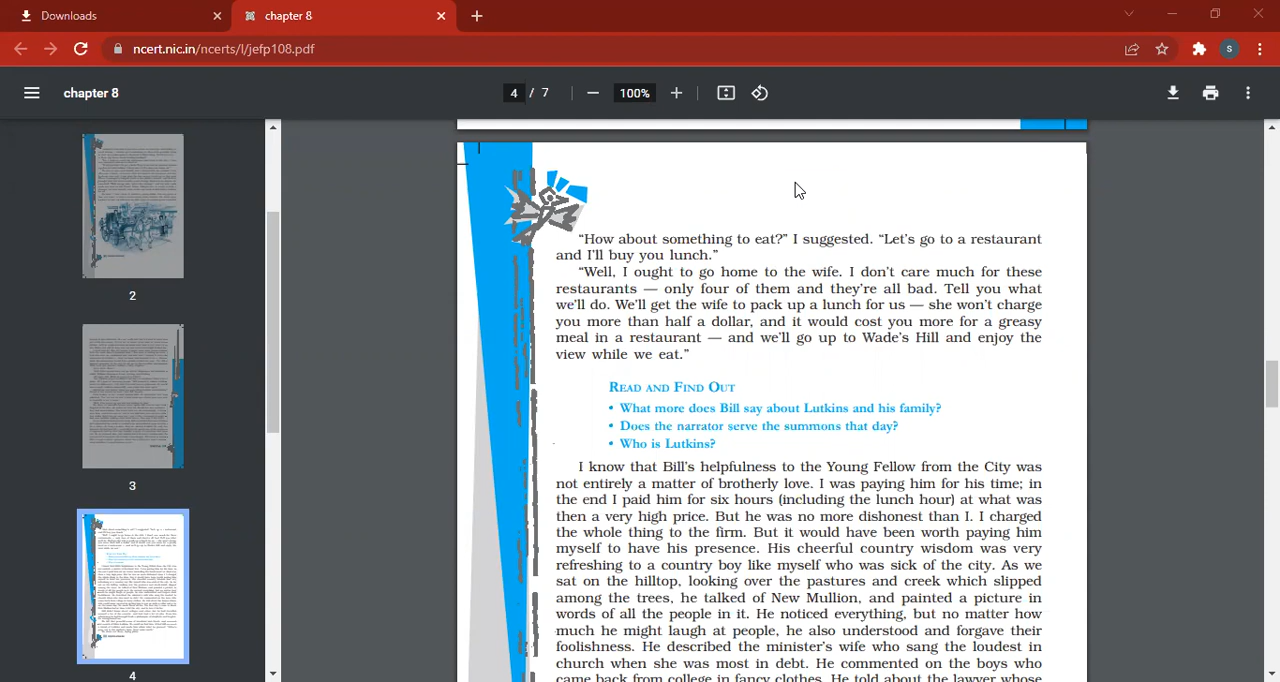 Downloads
chapter 8
ncert.nic.in/ncerts/l/jefp108.pdf
S
chapter 8
4 / 7
100%
2
3
4
“How about something to eat?” I suggested. “Let’s go to a restaurant
and I’ll buy you lunch.”
“Well, I ought to go home to the wife. I don’t care much for these
restaurants — only four of them and they’re all bad. Tell you what
we’ll do. We’ll get the wife to pack up a lunch for us — she won’t charge
you more than half a dollar, and it would cost you more for a greasy
meal in a restaurant — and we’ll go up to Wade’s Hill and enjoy the
view while we eat.”
READ AND FIND OUT
• What more does Bill say about Lutkins and his family?
• Does the narrator serve the summons that day?
• Who is Lutkins?
I know that Bill’s helpfulness to the Young Fellow from the City was
not entirely a matter of brotherly love. I was paying him for his time; in
the end I paid him for six hours (including the lunch hour) at what was
then a very high price. But he was no more dishonest than I. I charged
the whole thing to the firm.But it would have been worth paying him
myself to have his presence. His cheerful country wisdom was very
refreshing to a country boy like myself who was sick of the city. As we
sat on the hilltop, looking over the pastures and creek which slipped
among the trees, he talked of New Mullion, and painted a picture in
words of all the people in it. He noticed everything, but no matter how
much he might laugh at people, he also understood and forgave their
foolishness. He described the minister’s wife who sang the loudest in
church when she was most in debt. He commented on the boys who
came back from college in fancy clothes. He told about the lawyer whose